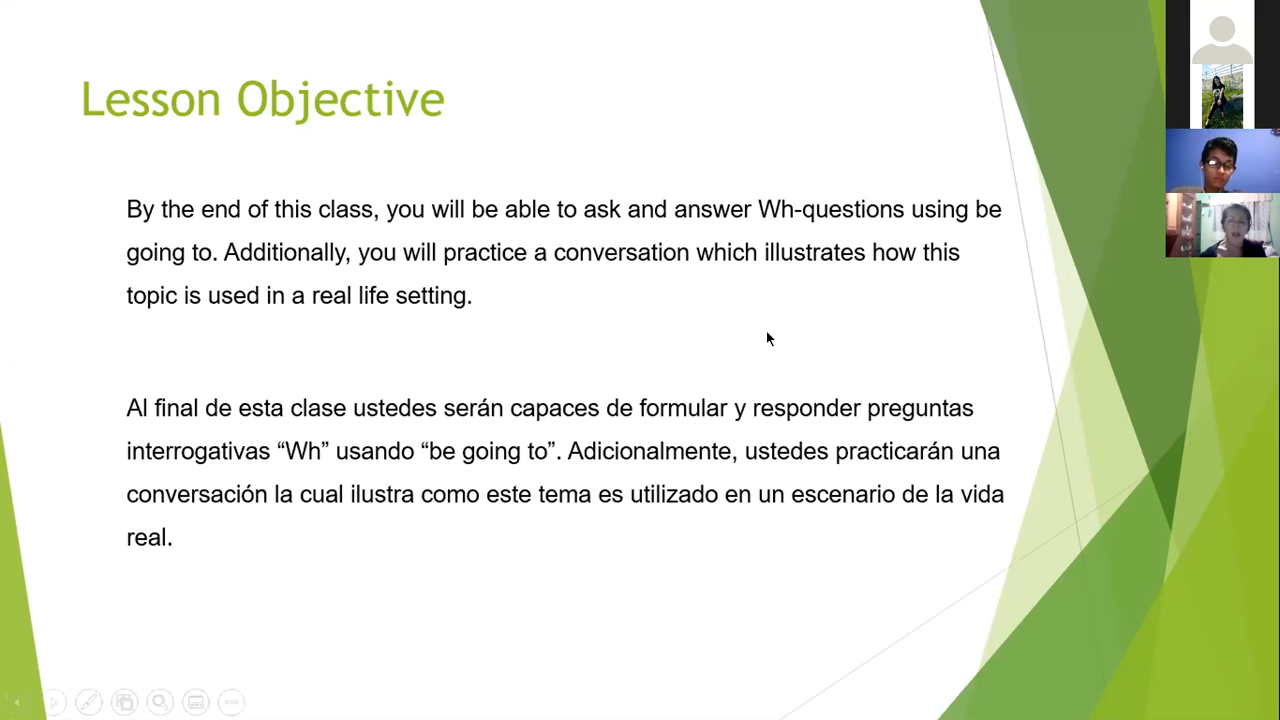 Lesson Objective
By the end of this class, you will be able to ask and answer Wh-questions using be
going to. Additionally, you will practice a conversation which illustrates how this
topic is used in a real life setting.
Al final de esta clase ustedes serán capaces de formular y responder preguntas
interrogativas “Wh” usando “be going to”. Adicionalmente, ustedes practicarán una
conversación la cual ilustra como este tema es utilizado en un escenario de la vida
real.